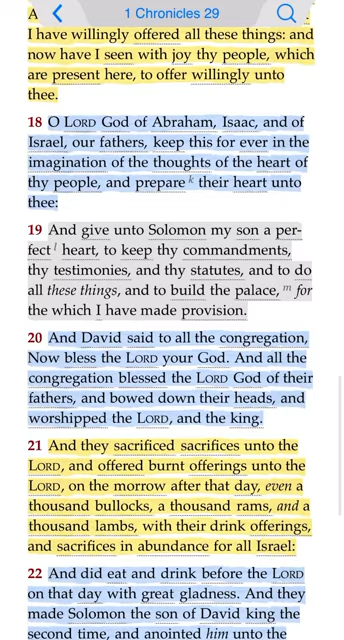 1 Chronicles 29
I have willingly offered all these things: and
now have I seen with joy thy people, which
are present here, to offer willingly unto
thee.
18 O LORD God of Abraham, Isaac, and of
Israel, our fathers, keep this for ever in the
imagination of the thoughts of the heart of
thy people, and prepare k their heart unto
thee:
19 And give unto Solomon my son a per-
fect l heart, to keep thy commandments,
thy testimonies, and thy statutes, and to do
all these things, and to build the palace, m for
the which I have made provision.
20 And David said to all the congregation,
Now bless the LORD your God. And all the
congregation blessed the LORD God of their
fathers, and bowed down their heads, and
worshipped the LORD, and the king.
21 And they sacrificed sacrifices unto the
LORD, and offered burnt offerings unto the
LORD, on the morrow after that day, even a
thousand bullocks, a thousand rams, and a
thousand lambs, with their drink offerings,
and sacrifices in abundance for all Israel:
22 And did eat and drink before the LORD
on that day with great gladness. And they
made Solomon the son of David king the
second time, and anointed him unto the